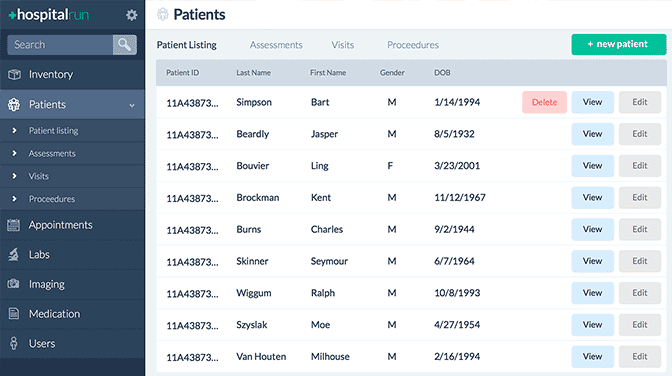 +hospitalrun
Search
Inventory
Patients
Patient listing
Assessments
Visits
Proceedures
Appointments
Labs
Imaging
Medication
Users
Patients
Patient Listing Assessments Visits Proceedures + new patient
Patient ID Last Name First Name Gender DOB
11A43873... Simpson Bart M 1/14/1994 Delete View Edit
11A43873... Beardly Jasper M 8/5/1932 View Edit
11A43873... Bouvier Ling F 3/23/2001 View Edit
11A43873... Brockman Kent M 11/12/1967 View Edit
11A43873... Burns Charles M 9/2/1944 View Edit
11A43873... Skinner Seymour M 6/7/1964 View Edit
11A43873... Wiggum Ralph M 10/8/1993 View Edit
11A43873... Szyslak Moe M 4/27/1954 View Edit
11A43873... Van Houten Milhouse M 2/16/1994 View Edit